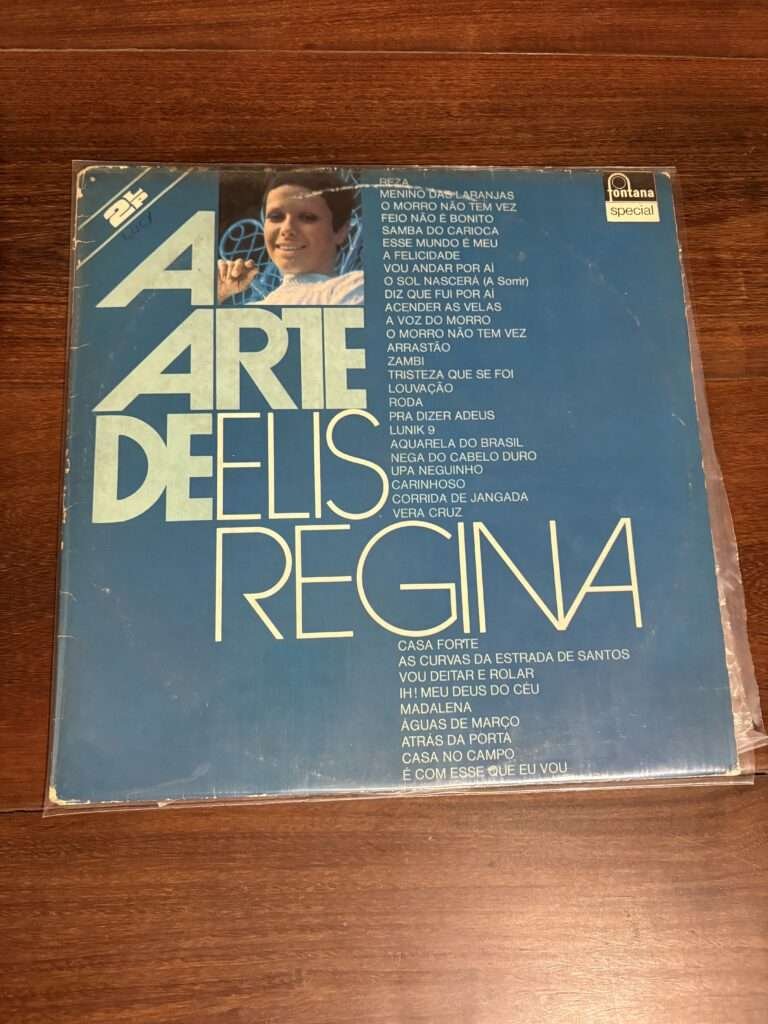 2 LP
A
ARTE
DE
ELIS
REGINA
fontana
special
REZA
MENINO DAS LARANJAS
O MORRO NÃO TEM VEZ
FEIO NÃO É BONITO
SAMBA DO CARIOCA
ESSE MUNDO É MEU
A FELICIDADE
VOU ANDAR POR AÍ
O SOL NASCERÁ (A Sorrir)
DIZ QUE FUI POR AÍ
ACENDER AS VELAS
A VOZ DO MORRO
O MORRO NÃO TEM VEZ
ARRASTÃO
ZAMBI
TRISTEZA QUE SE FOI
LOUVAÇÃO
RODA
PRA DIZER ADEUS
LUNIK 9
AQUARELA DO BRASIL
NEGA DO CABELO DURO
UPA NEGUINHO
CARINHOSO
CORRIDA DE JANGADA
VERA CRUZ
CASA FORTE
AS CURVAS DA ESTRADA DE SANTOS
VOU DEITAR E ROLAR
IH! MEU DEUS DO CÉU
MADALENA
ÁGUAS DE MARÇO
ATRÁS DA PORTA
CASA NO CAMPO
É COM ESSE QUE EU VOU